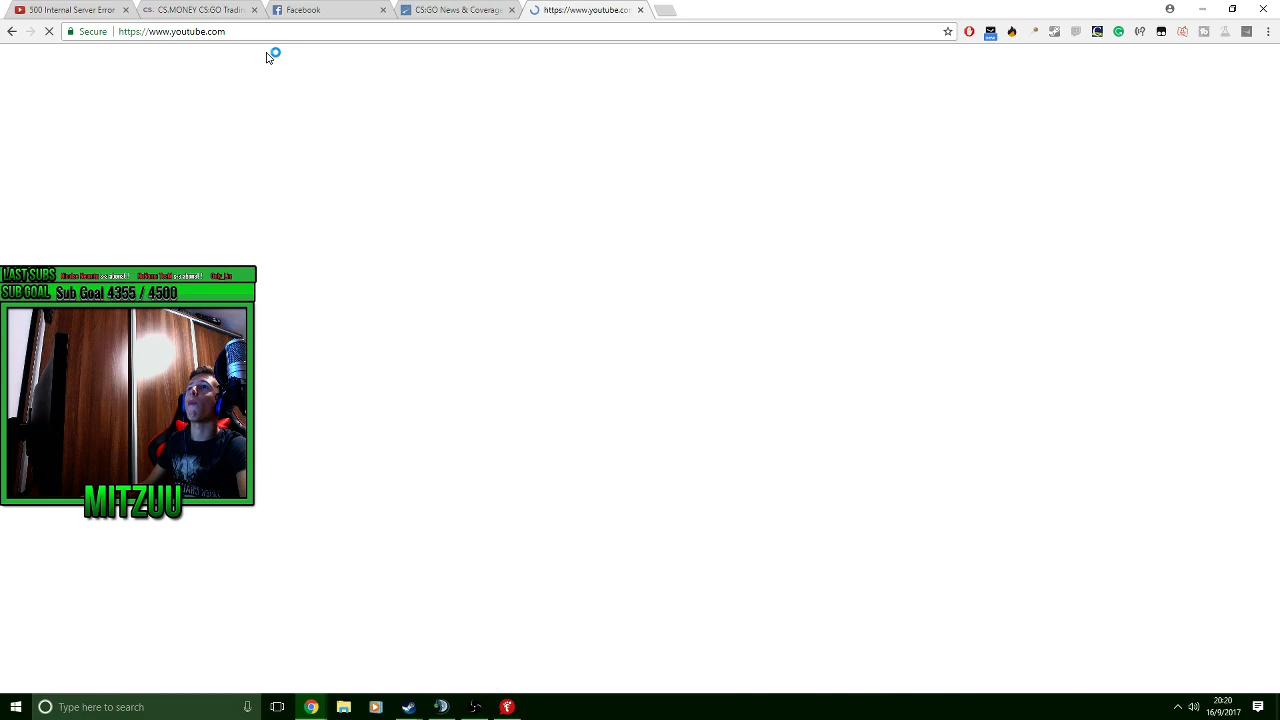 500 Internal Server Error
CS.MONEY CS:GO Tradin
Facebook
CS:GO News & Coverage
https://www.youtube.co
Secure
https://www.youtube.com
new
LAST SUBS
SUB GOAL Sub Goal 4355 / 4500
MITZUU
Type here to search
20:20
16/9/2017